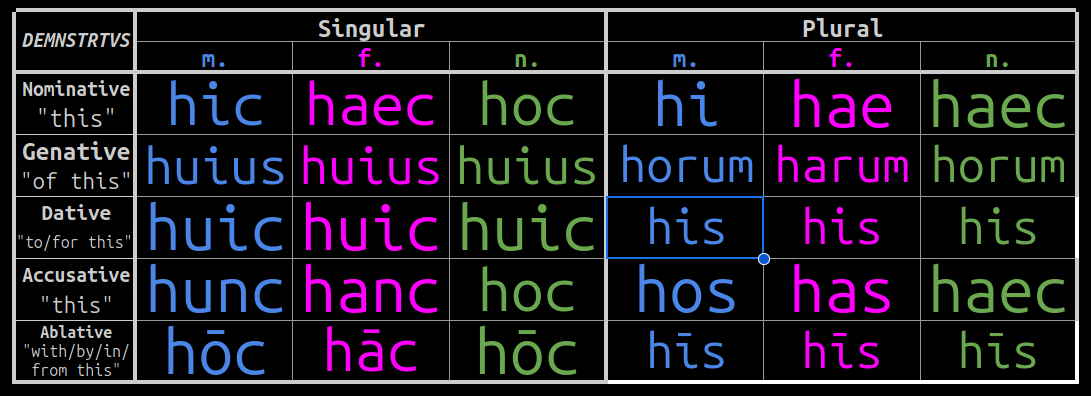 DEMNSTRTVS Singular Plural
m. f. n. m. f. n.
Nominative "this" hic haec hoc hi hae haec
Genative "of this" huius huius huius horum harum horum
Dative "to/for this" huic huic huic his his his
Accusative "this" hunc hanc hoc hos has haec
Ablative "with/by/in/ from this" hōc hāc hōc hīs hīs hīs